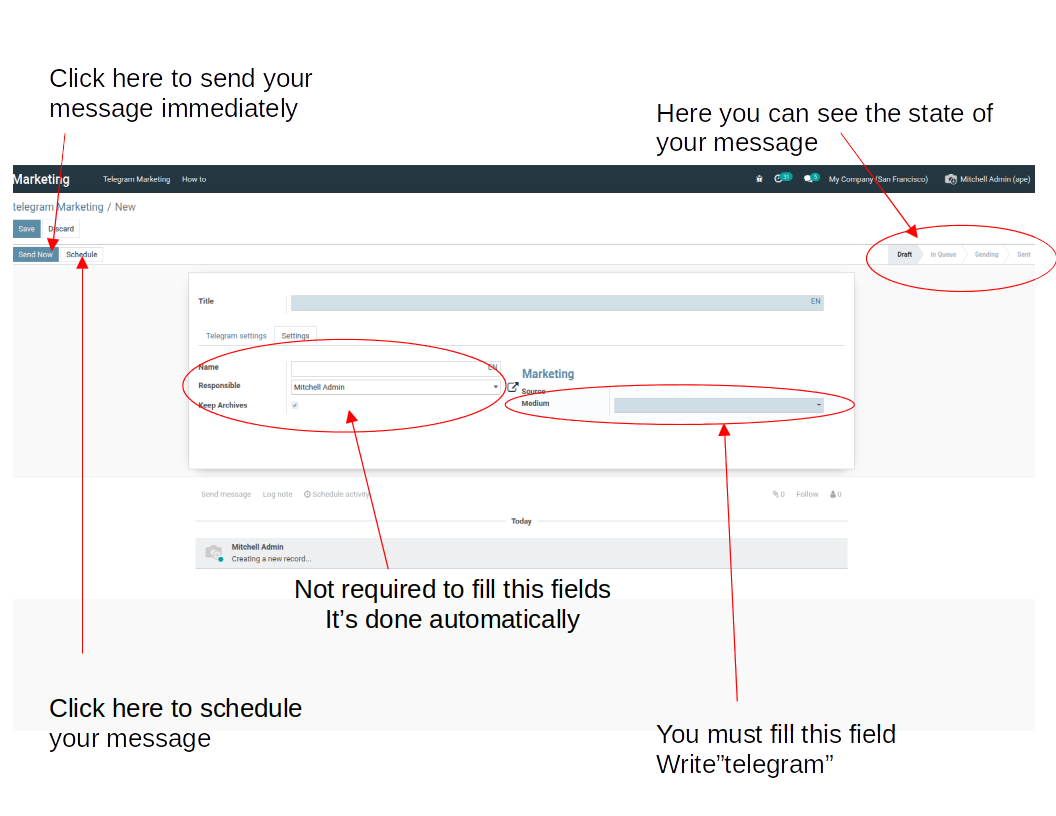 Click here to send your
message immediately
Here you can see the state of
your message
Marketing Telegram Marketing How to 31 5 My Company (San Francisco) Mitchell Admin (ape)
telegram Marketing / New
Save Discard
Send Now Schedule Draft In Queue Sending Sent
Title EN
Telegram settings Settings
Name EN
Marketing
Responsible Mitchell Admin
Source
Keep Archives
Medium
Send message Log note Schedule activity 0 Follow 0
Today
Mitchell Admin
Creating a new record...
Not required to fill this fields
It's done automatically
Click here to schedule
your message
You must fill this field
Write”telegram”